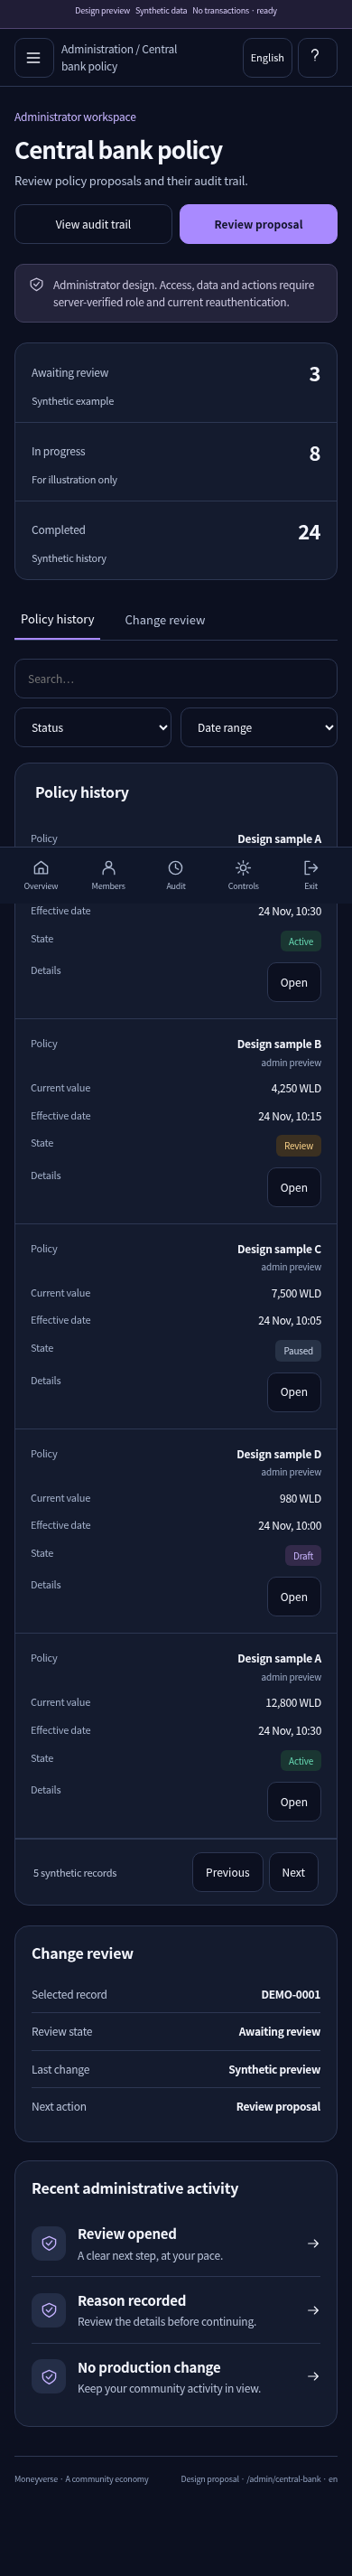 Design preview Synthetic data No transactions · ready
Administration / Central
bank policy
English
?
Administrator workspace
Central bank policy
Review policy proposals and their audit trail.
View audit trail
Review proposal
Administrator design. Access, data and actions require
server-verified role and current reauthentication.
Awaiting review
3
Synthetic example
In progress
8
For illustration only
Completed
24
Synthetic history
Policy history
Change review
Search…
Status
Date range
Policy history
Policy
Design sample A
Overview
Members
Audit
Controls
Exit
Effective date
24 Nov, 10:30
State
Active
Details
Open
Policy
Design sample B
admin preview
Current value
4,250 WLD
Effective date
24 Nov, 10:15
State
Review
Details
Open
Policy
Design sample C
admin preview
Current value
7,500 WLD
Effective date
24 Nov, 10:05
State
Paused
Details
Open
Policy
Design sample D
admin preview
Current value
980 WLD
Effective date
24 Nov, 10:00
State
Draft
Details
Open
Policy
Design sample A
admin preview
Current value
12,800 WLD
Effective date
24 Nov, 10:30
State
Active
Details
Open
5 synthetic records
Previous
Next
Change review
Selected record
DEMO-0001
Review state
Awaiting review
Last change
Synthetic preview
Next action
Review proposal
Recent administrative activity
Review opened
A clear next step, at your pace.
Reason recorded
Review the details before continuing.
No production change
Keep your community activity in view.
Moneyverse · A community economy
Design proposal · /admin/central-bank · en